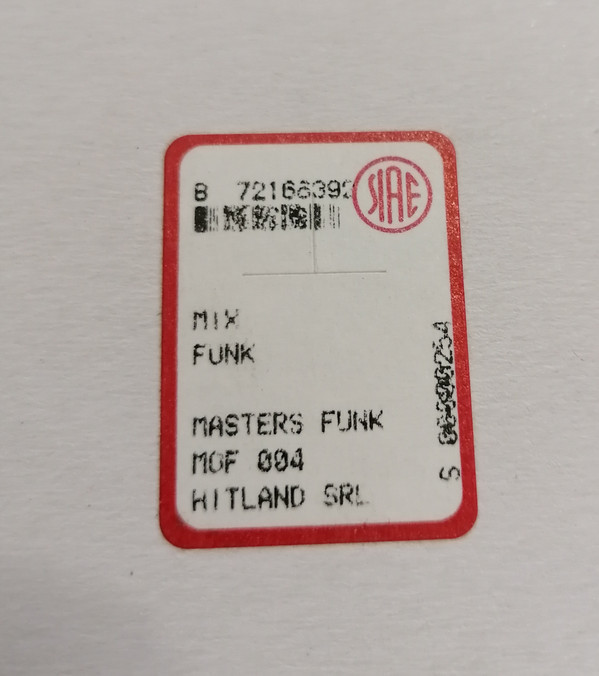 B 72166392
SIAE
MIX
FUNK
MASTERS FUNK
MOF 004
HITLAND SRL